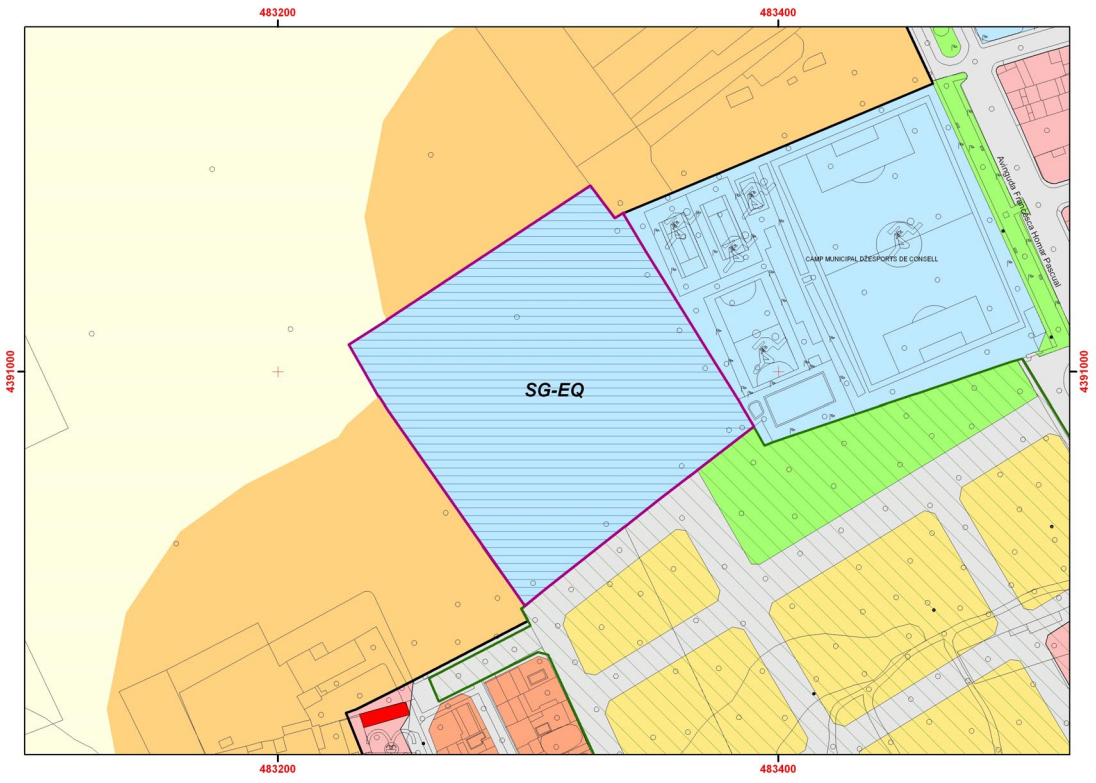 483200
483400
Avinguda Francesca Homar Pascual
CAMP MUNICIPAL DZESPORTS DE CONSELL
4391000
4391000
SG-EQ
483200
483400